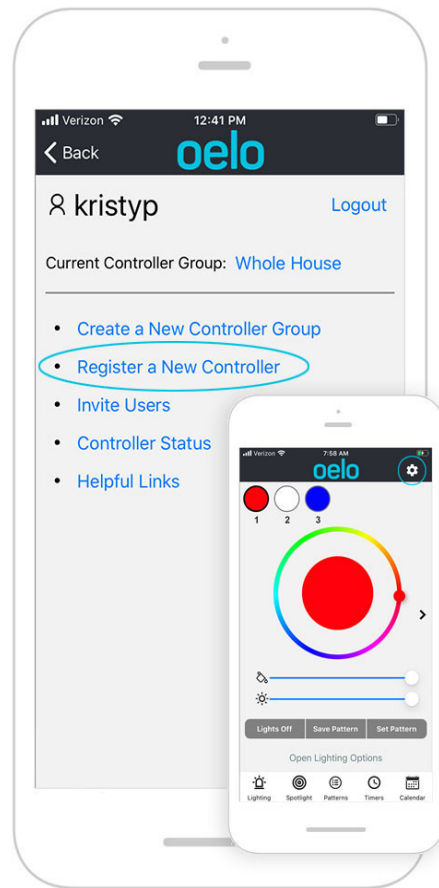 Verizon 12:41 PM
Back oelo
kristyp Logout
Current Controller Group: Whole House
• Create a New Controller Group
• Register a New Controller
• Invite Users
• Controller Status
• Helpful Links
Verizon 7:58 AM
oelo
1 2 3
Lights Off Save Pattern Set Pattern
Open Lighting Options
Lighting Spotlight Patterns Timers Calendar